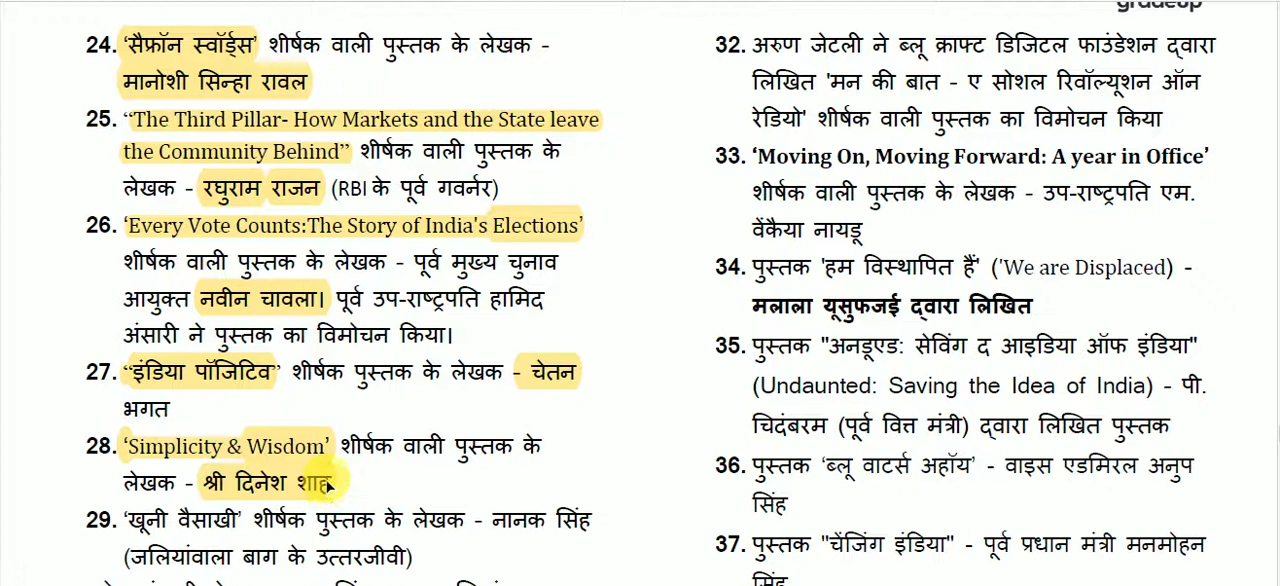 gradeup
24. ‘सैफ्रॉन स्वॉर्ड्स’ शीर्षक वाली पुस्तक के लेखक -
मानोशी सिन्हा रावल
25. “The Third Pillar- How Markets and the State leave
the Community Behind” शीर्षक वाली पुस्तक के
लेखक - रघुराम राजन (RBI के पूर्व गवर्नर)
26. ‘Every Vote Counts:The Story of India's Elections’
शीर्षक वाली पुस्तक के लेखक - पूर्व मुख्य चुनाव
आयुक्त नवीन चावला। पूर्व उप-राष्ट्रपति हामिद
अंसारी ने पुस्तक का विमोचन किया।
27. “इंडिया पॉजिटिव” शीर्षक पुस्तक के लेखक - चेतन
भगत
28. ‘Simplicity & Wisdom’ शीर्षक वाली पुस्तक के
लेखक - श्री दिनेश शाह
29. ‘खूनी वैसाखी’ शीर्षक पुस्तक के लेखक - नानक सिंह
(जलियांवाला बाग के उत्तरजीवी)
32. अरुण जेटली ने ब्लू क्राफ्ट डिजिटल फाउंडेशन द्वारा
लिखित 'मन की बात - ए सोशल रिवॉल्यूशन ऑन
रेडियो' शीर्षक वाली पुस्तक का विमोचन किया
33. ‘Moving On, Moving Forward: A year in Office’
शीर्षक वाली पुस्तक के लेखक - उप-राष्ट्रपति एम.
वेंकैया नायडू
34. पुस्तक 'हम विस्थापित हैं' ('We are Displaced) -
मलाला यूसुफजई द्वारा लिखित
35. पुस्तक "अनडूएड: सेविंग द आइडिया ऑफ इंडिया"
(Undaunted: Saving the Idea of India) - पी.
चिदंबरम (पूर्व वित्त मंत्री) द्वारा लिखित पुस्तक
36. पुस्तक ‘ब्लू वाटर्स अहॉय’ - वाइस एडमिरल अनुप
सिंह
37. पुस्तक "चेंजिंग इंडिया" - पूर्व प्रधान मंत्री मनमोहन
सिंह